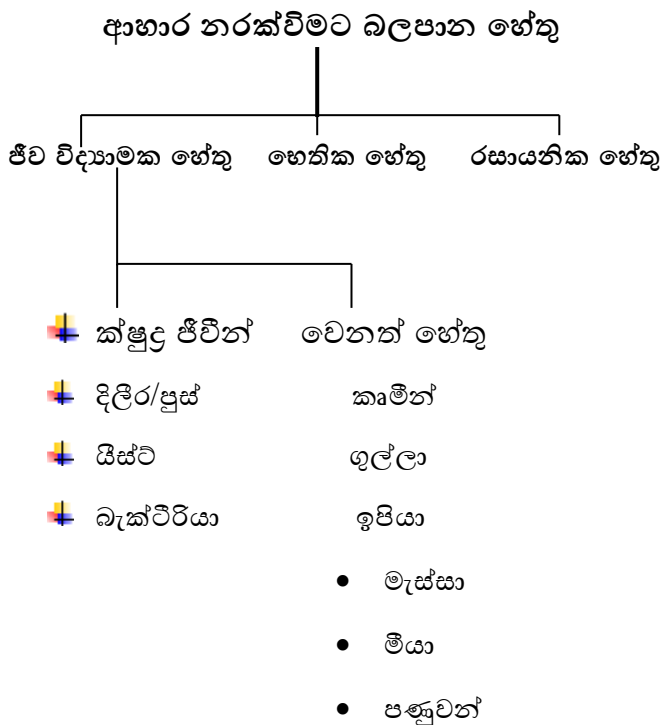 ආහාර නරක්විමට බලපාන හේතු
ජීව විද්‍යාමක හේතු භෙතික හේතු රසායනික හේතු
ක්ෂුද්‍ර ජීවීන් වෙනත් හේතු
දිලීර/පුස් කෘමීන්
යීස්ට් ගුල්ලා
බැක්ටීරියා ඉපියා
• මැස්සා
• මීයා
• පණුවන්